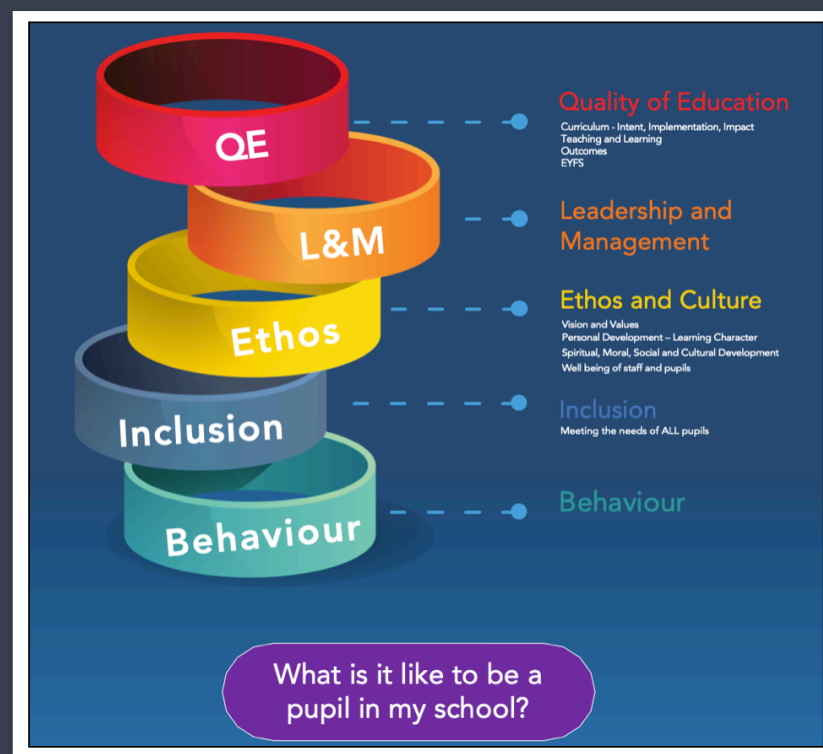 QE
Quality of Education
Curriculum - Intent, Implementation, Impact
Teaching and Learning
Outcomes
EYFS
L&M
Leadership and
Management
Ethos
Ethos and Culture
Vision and Values
Personal Development – Learning Character
Spiritual, Moral, Social and Cultural Development
Well being of staff and pupils
Inclusion
Inclusion
Meeting the needs of ALL pupils
Behaviour
Behaviour
What is it like to be a
pupil in my school?